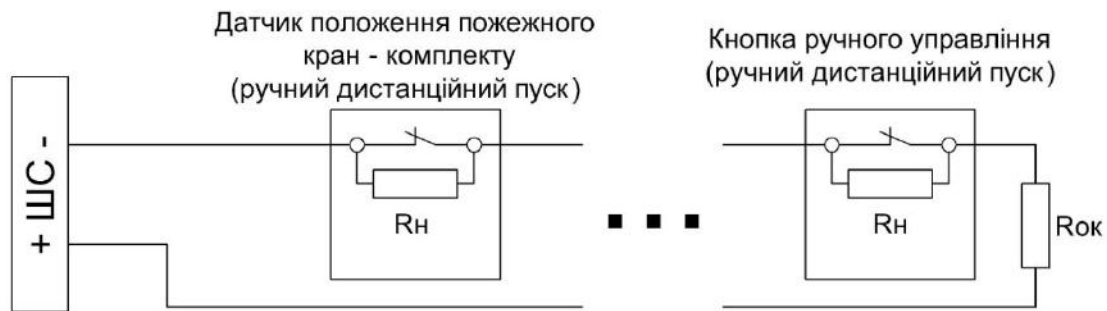 Датчик положення пожежного
кран - комплекту
(ручний дистанційний пуск)
Кнопка ручного управління
(ручний дистанційний пуск)
+ ШС -
Rн
Rн
Rок